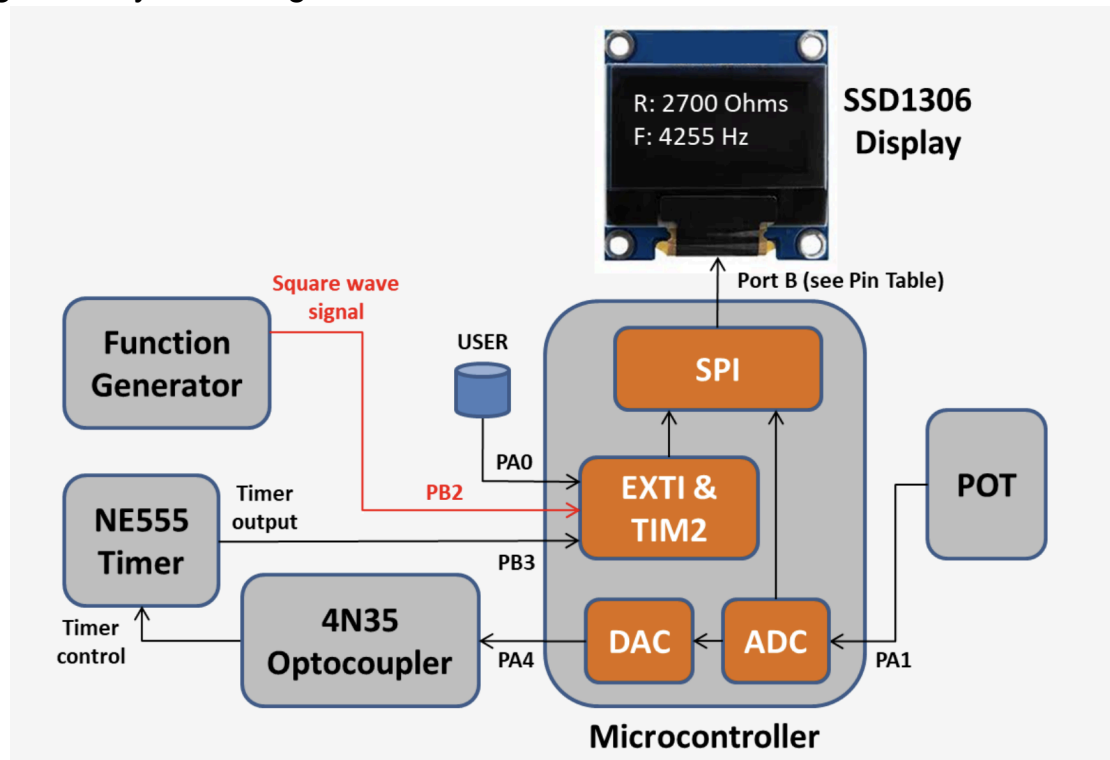 R: 2700 Ohms
F: 4255 Hz
SSD1306
Display
Port B (see Pin Table)
Square wave
signal
Function
Generator
USER
SPI
PA0
PB2
EXTI &
TIM2
POT
NE555
Timer
Timer
output
PB3
Timer
control
4N35
Optocoupler
PA4
DAC
ADC
PA1
Microcontroller